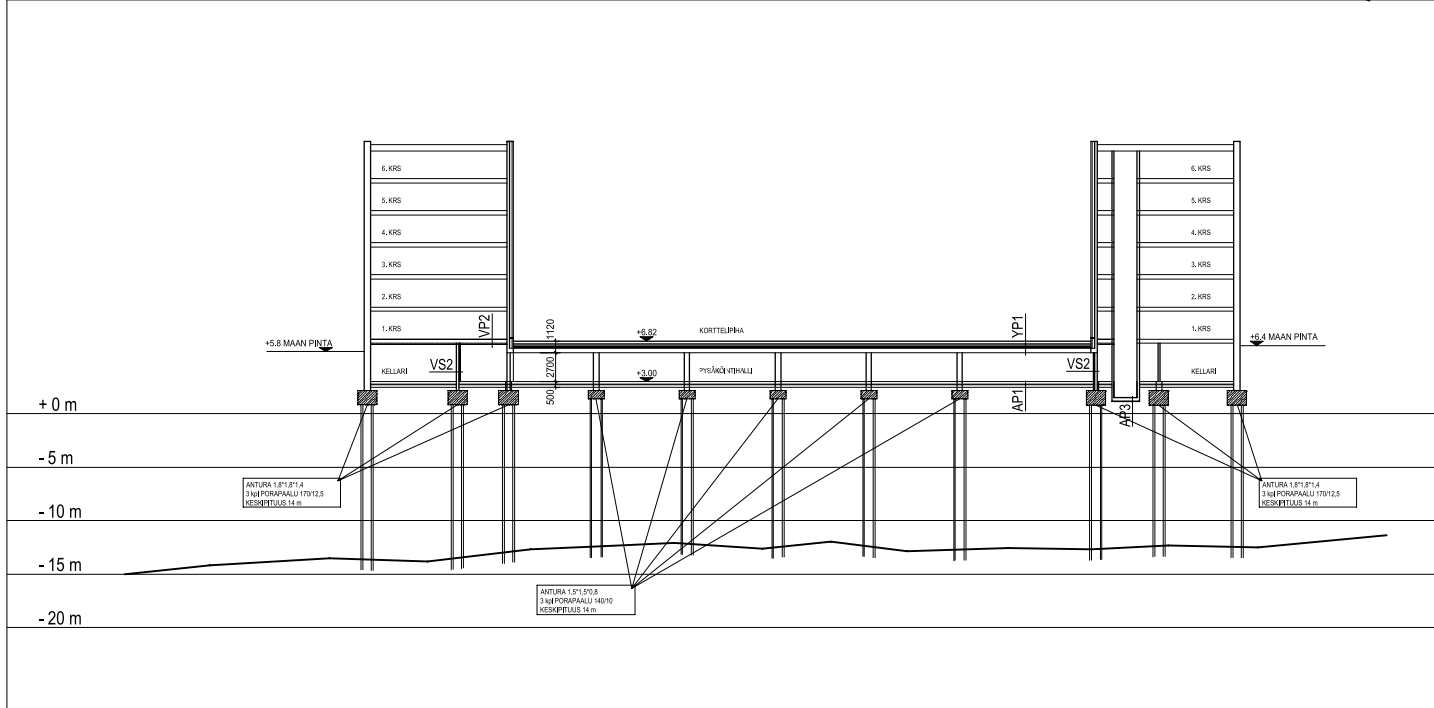 6. KRS
6. KRS
5. KRS
5. KRS
4. KRS
4. KRS
3. KRS
3. KRS
2. KRS
2. KRS
1. KRS
VP2
1120
+6.82
KORTTELIPIHA
YP1
1. KRS
+5.8 MAAN PINTA
+6.4 MAAN PINTA
KELLARI
VS2
2700
+3.00
PYSÄKÖINTIHALLI
VS2
KELLARI
500
AP1
AP3
+ 0 m
- 5 m
ANTURA 1,8*1,8*1,4
3 kpl PORAPAALU 170/12,5
KESKIPITUUS 14 m
ANTURA 1,8*1,8*1,4
3 kpl PORAPAALU 170/12,5
KESKIPITUUS 14 m
- 10 m
- 15 m
ANTURA 1,5*1,5*0,8
3 kpl PORAPAALU 140/10
KESKIPITUUS 14 m
- 20 m